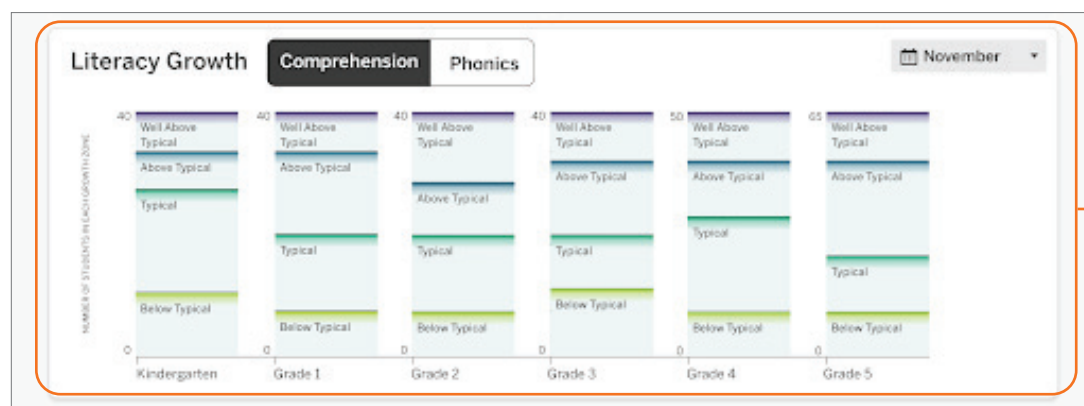 Literacy Growth
Comprehension
Phonics
November
NUMBER OF STUDENTS IN EACH GROWTH ZONE
40
Well Above
Typical
Above Typical
Typical
Below Typical
0
Kindergarten
40
Well Above
Typical
Above Typical
Typical
Below Typical
0
Grade 1
40
Well Above
Typical
Above Typical
Typical
Below Typical
0
Grade 2
40
Well Above
Typical
Above Typical
Typical
Below Typical
0
Grade 3
50
Well Above
Typical
Above Typical
Typical
Below Typical
0
Grade 4
65
Well Above
Typical
Above Typical
Typical
Below Typical
0
Grade 5